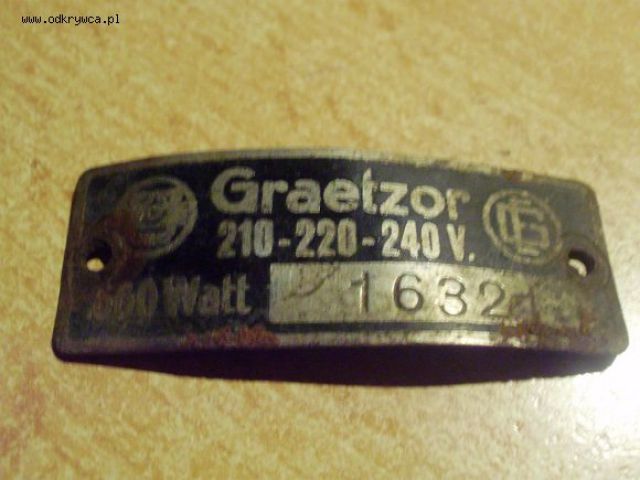 www.odkrywca.pl
Graetzor
210-220-240 V.
Watt 1632